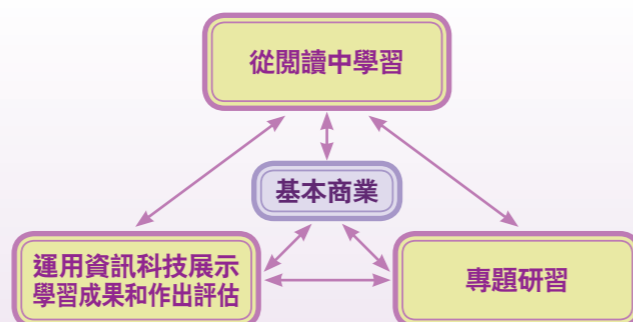 從閱讀中學習
基本商業
運用資訊科技展示
學習成果和作出評估
專題研習